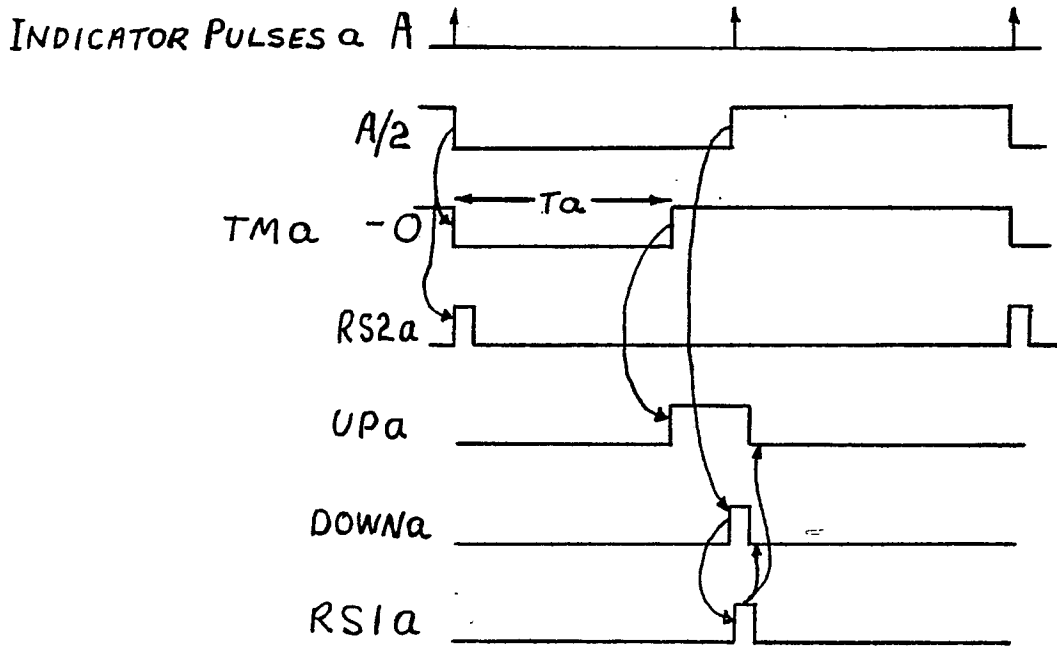 INDICATOR PULSES a A
A/2
Ta
TMa -O
RS2a
UPa
DOWNa
RS1a